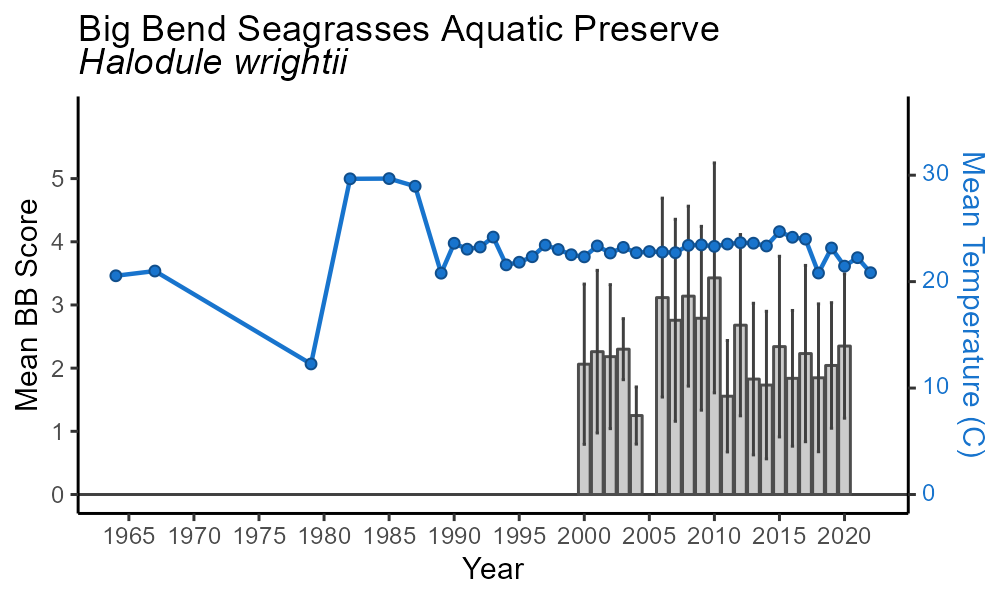 Big Bend Seagrasses Aquatic Preserve
Halodule wrightii
Mean BB Score
5
4
3
2
1
0
30
20
10
0
Mean Temperature (C)
1965 1970 1975 1980 1985 1990 1995 2000 2005 2010 2015 2020
Year